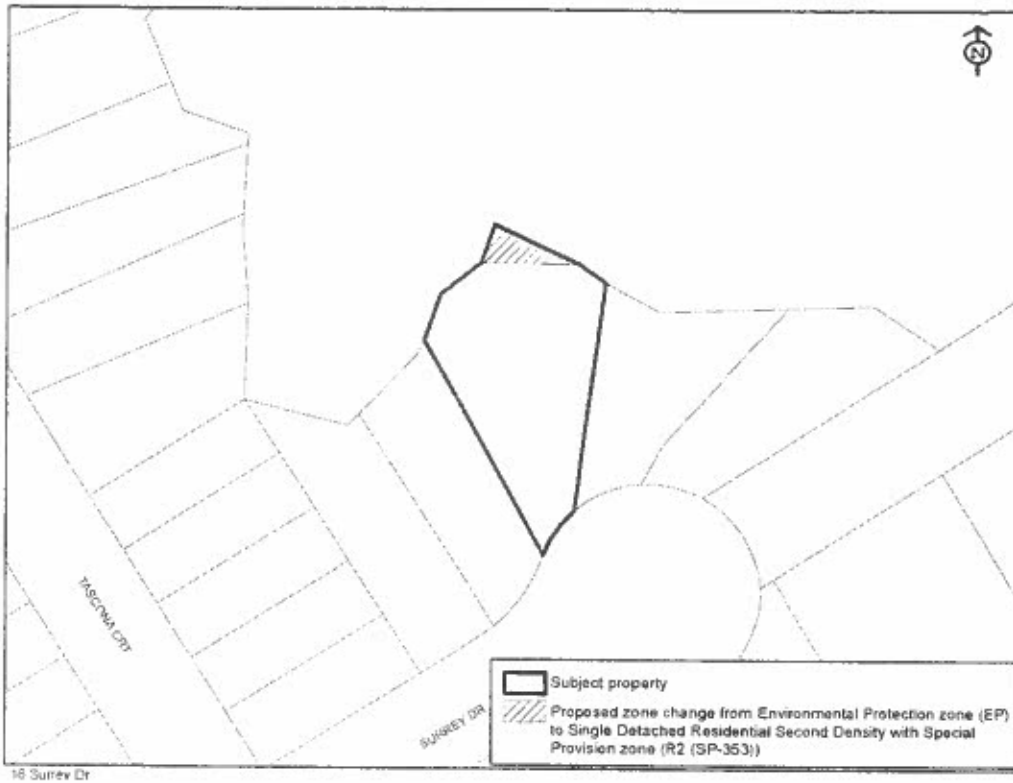 N
TASCONA CRT
SURREY DR
Subject property
Proposed zone change from Environmental Protection zone (EP)
to Single Detached Residential Second Density with Special
Provision zone (R2 (SP-353))
16 Surrey Dr